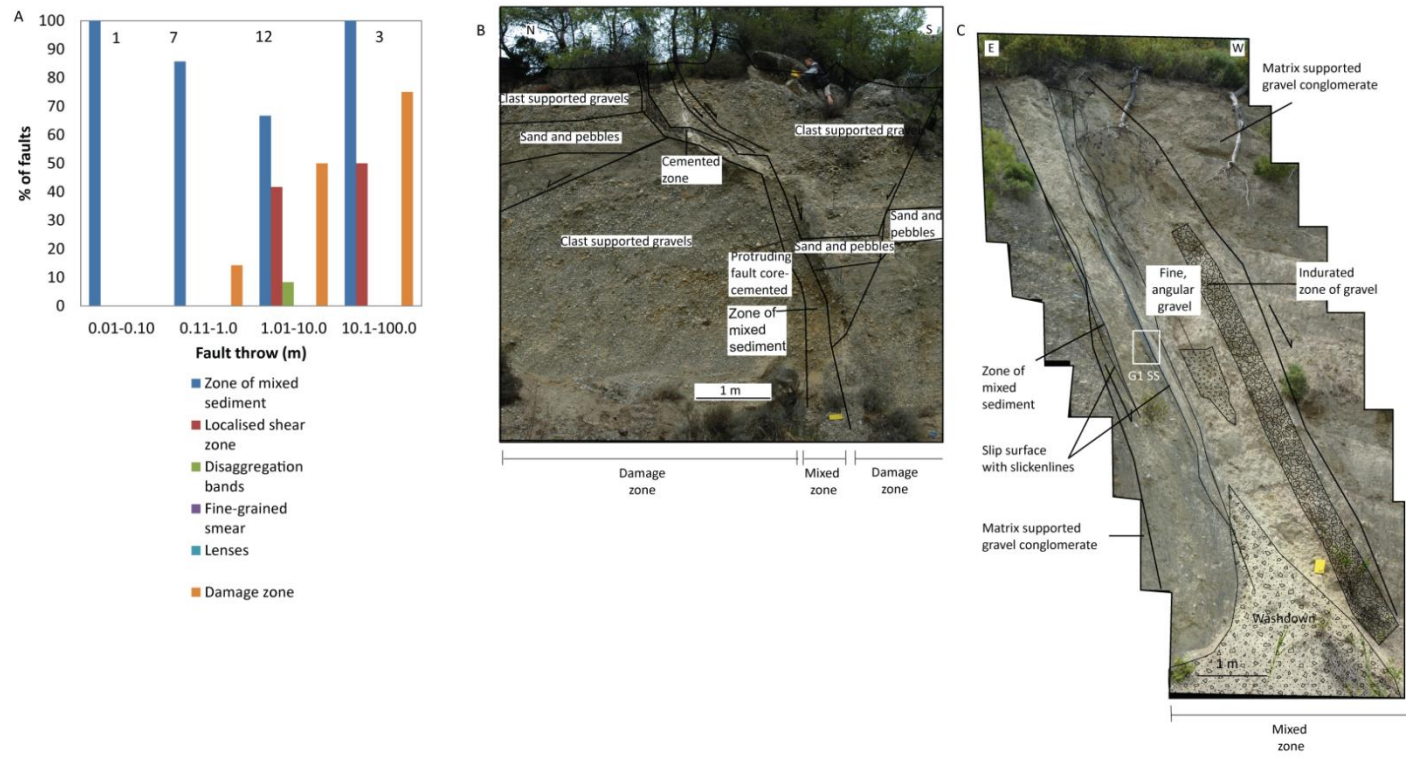 A
100
90
80
70
60
50
40
30
20
10
0
% of faults
1
7
12
3
0.01-0.10
0.11-1.0
1.01-10.0
10.1-100.0
Fault throw (m)
Zone of mixed
sediment
Localised shear
zone
Disaggregation
bands
Fine-grained
smear
Lenses
Damage zone
B
N
S
Clast supported gravels
Sand and pebbles
Clast supported grave
Cemented
zone
Sand and
pebbles
Clast supported gravels
Sand and pebbles
Protruding
fault core-
cemented
Zone of
mixed
sediment
1 m
Damage
zone
Mixed
zone
Damage
zone
C
E
W
Matrix supported
gravel conglomerate
Fine,
angular
gravel
Indurated
zone of gravel
G1 SS
Zone of
mixed
sediment
Slip surface
with slickenlines
Matrix supported
gravel conglomerate
Washdown
1 m
Mixed
zone